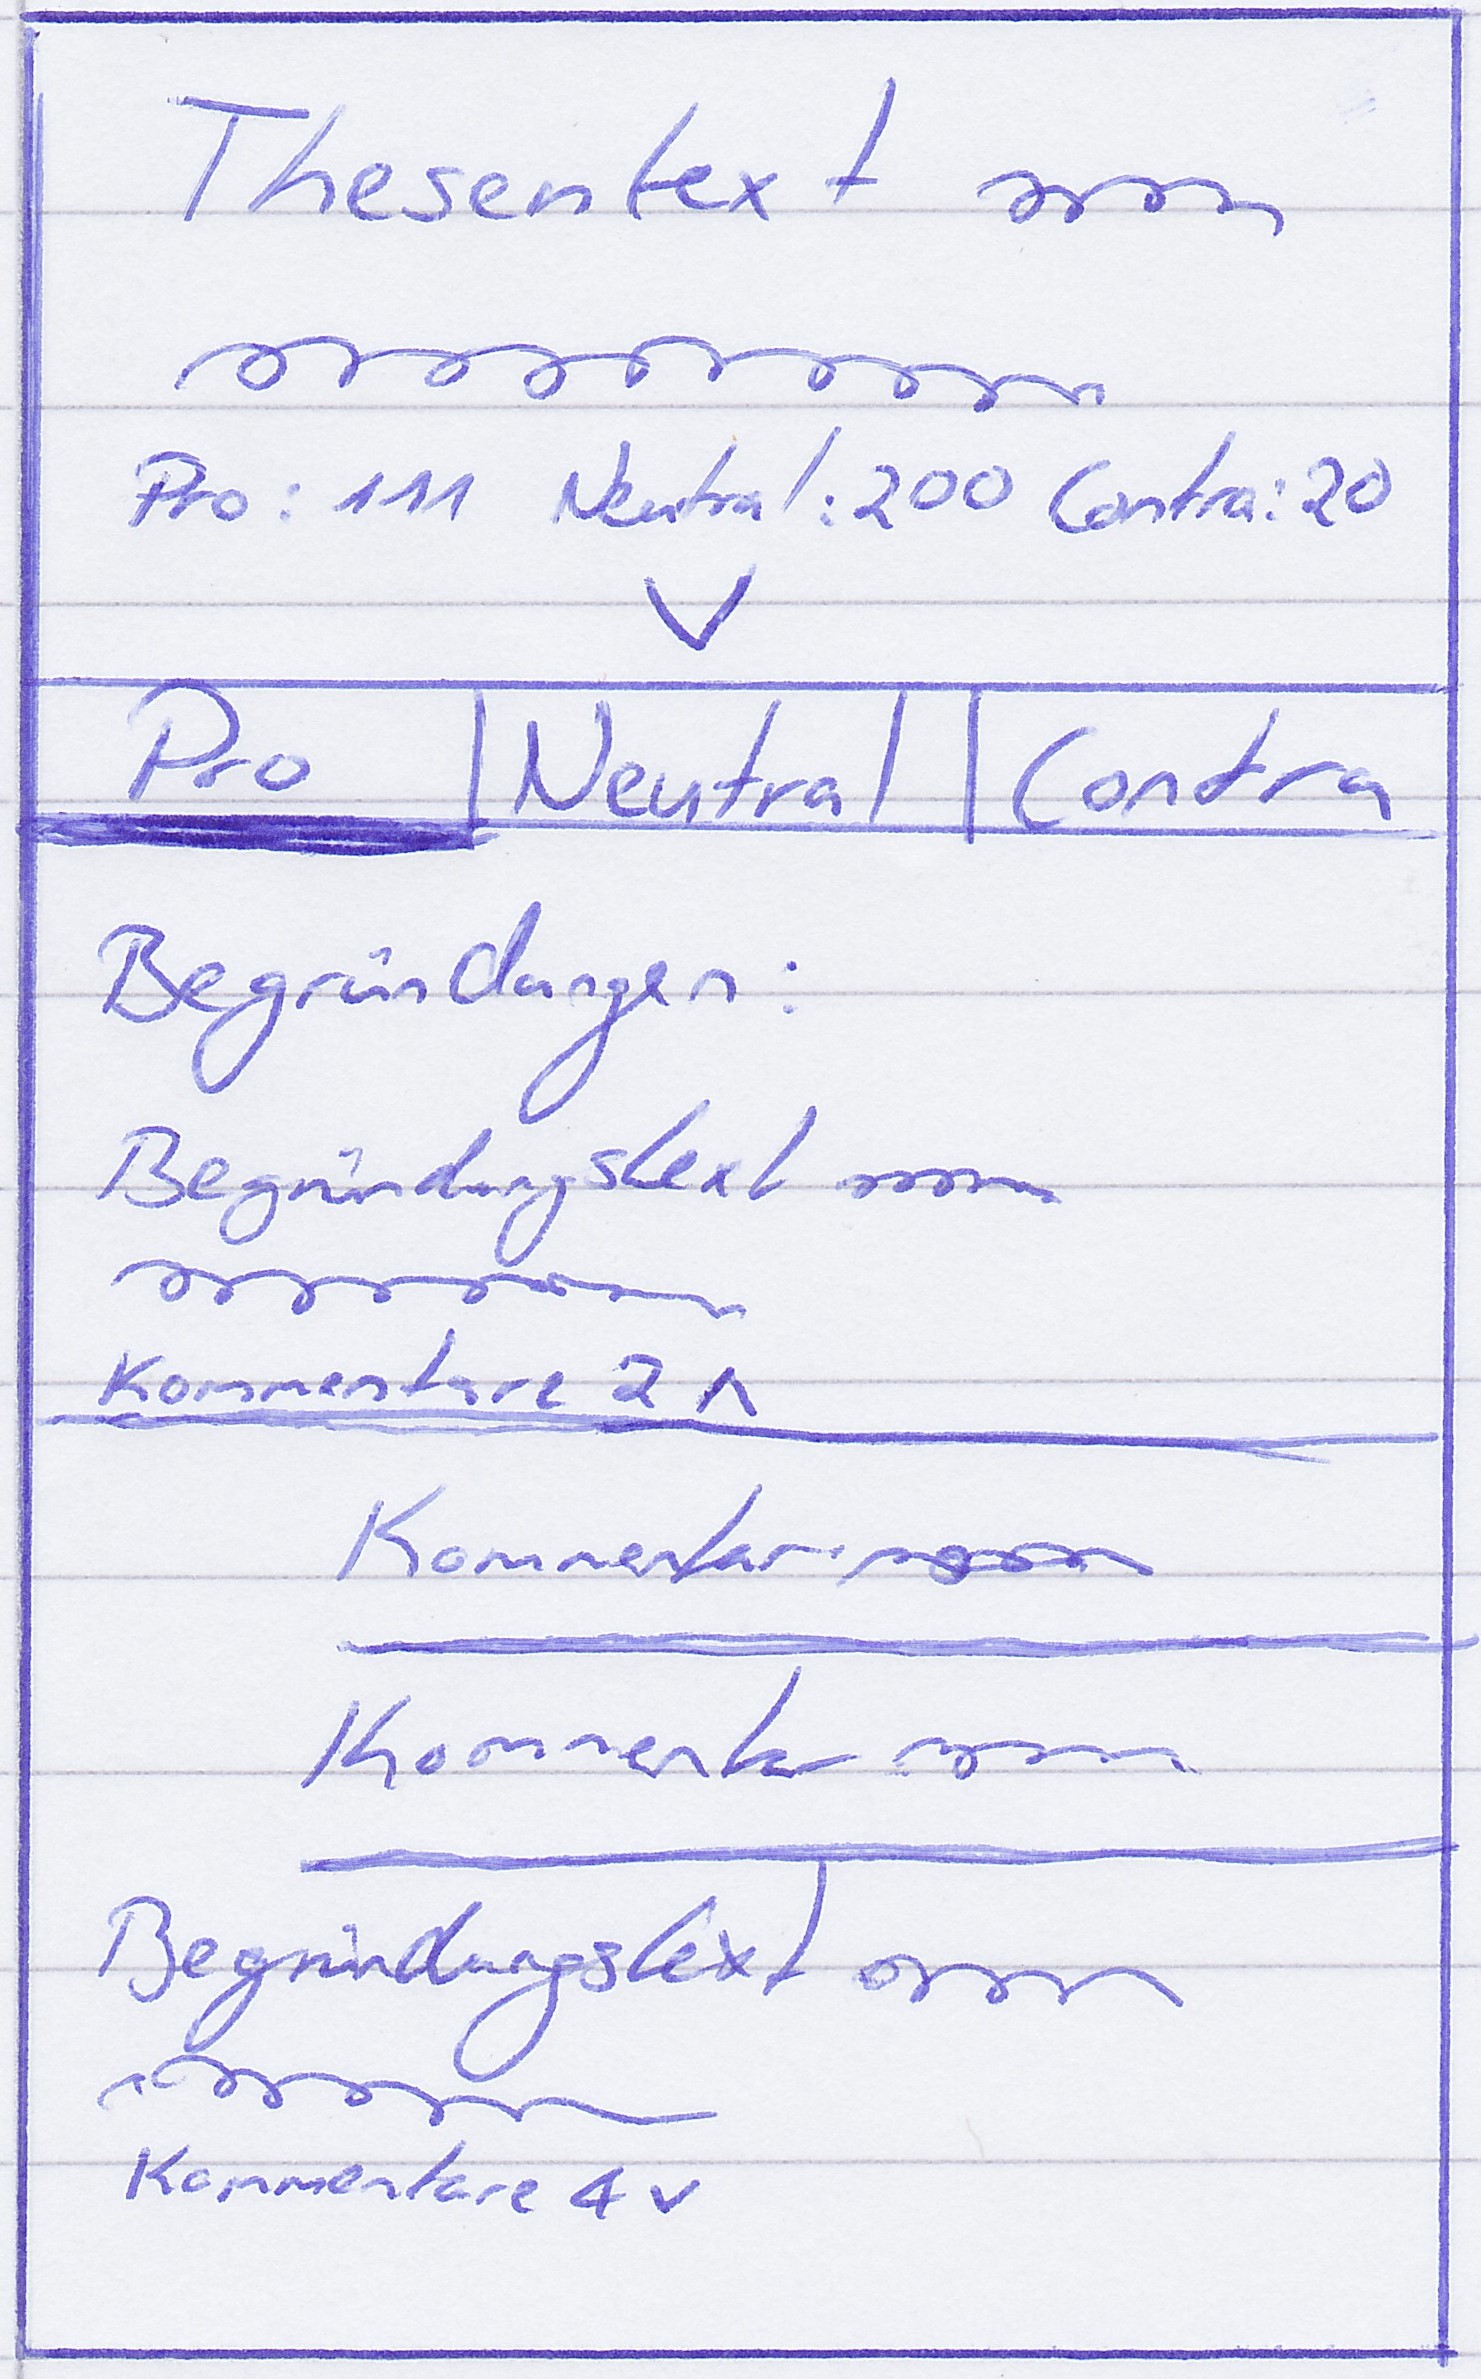 Thesentext
Pro: 111 Neutral: 200 Contra: 20
Pro Neutral Contra
Begründungen:
Begründungstext
Kommentare 2
Kommentar
Kommentar
Begründungstext
Kommentare 4